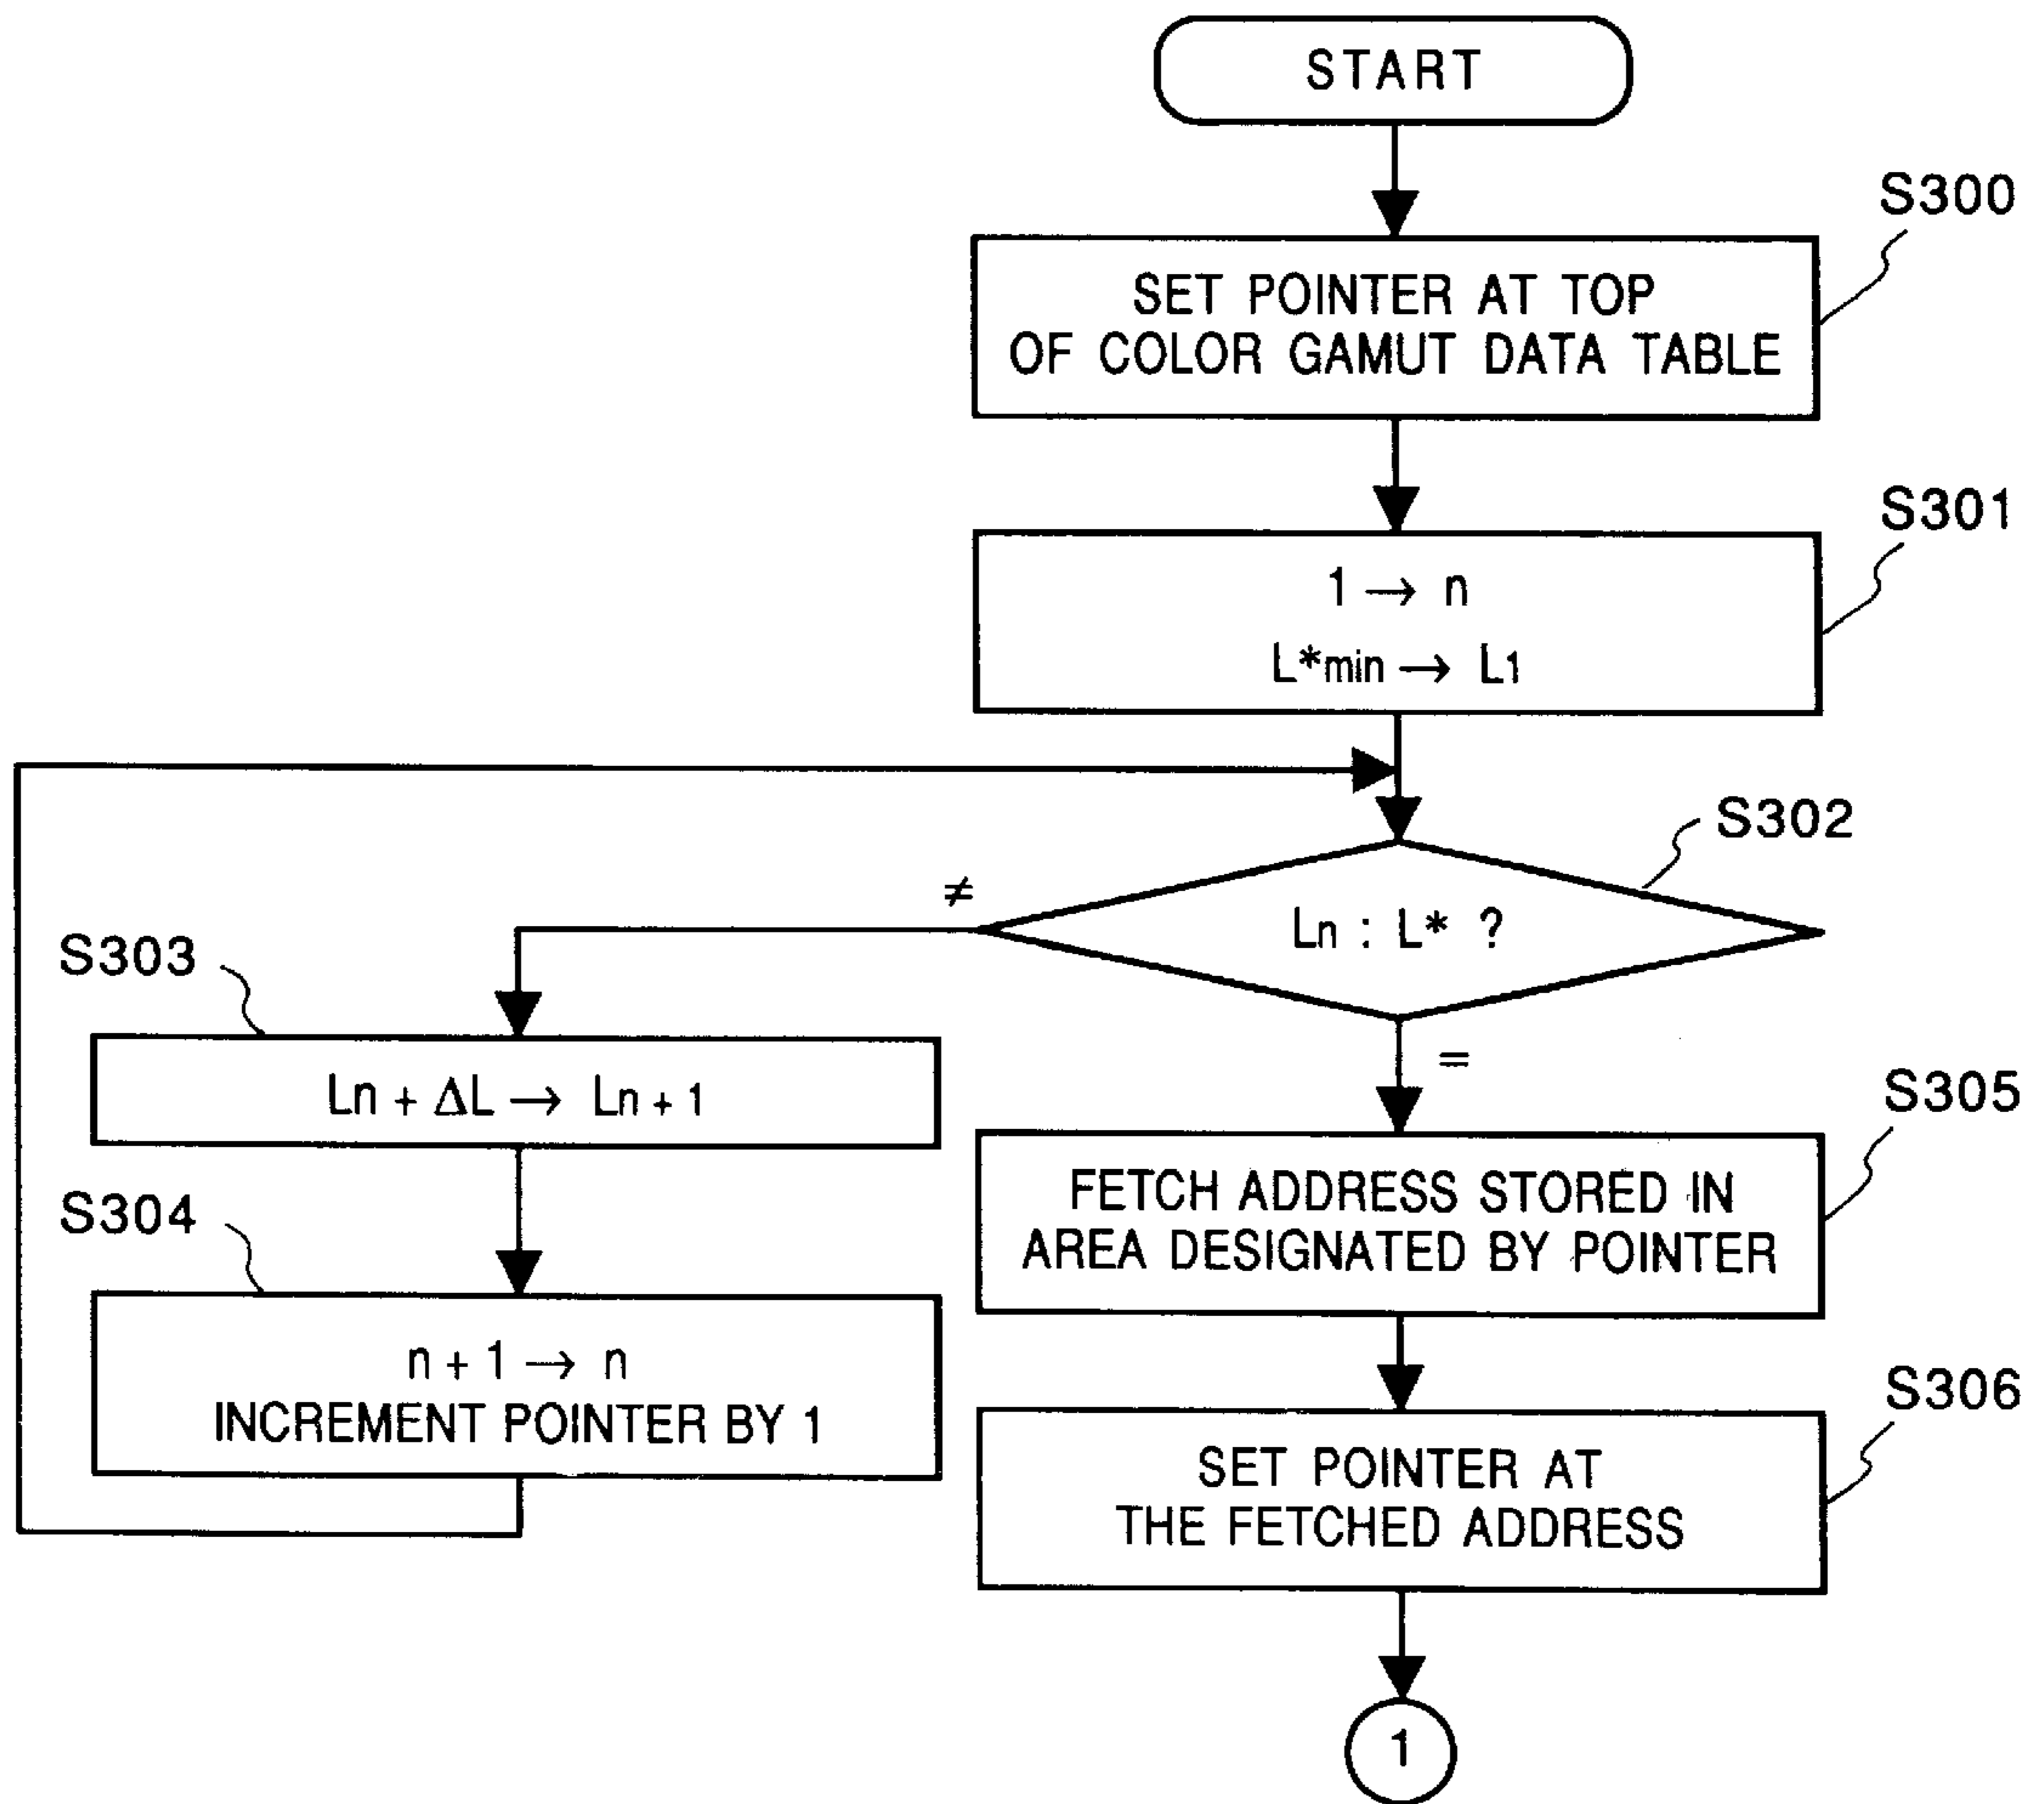 START
S300
SET POINTER AT TOP
OF COLOR GAMUT DATA TABLE
S301
1 → n
L*min → L1
S302
≠
Ln : L* ?
S303
=
Ln + ΔL → Ln + 1
S305
FETCH ADDRESS STORED IN
AREA DESIGNATED BY POINTER
S304
n + 1 → n
INCREMENT POINTER BY 1
S306
SET POINTER AT
THE FETCHED ADDRESS
1